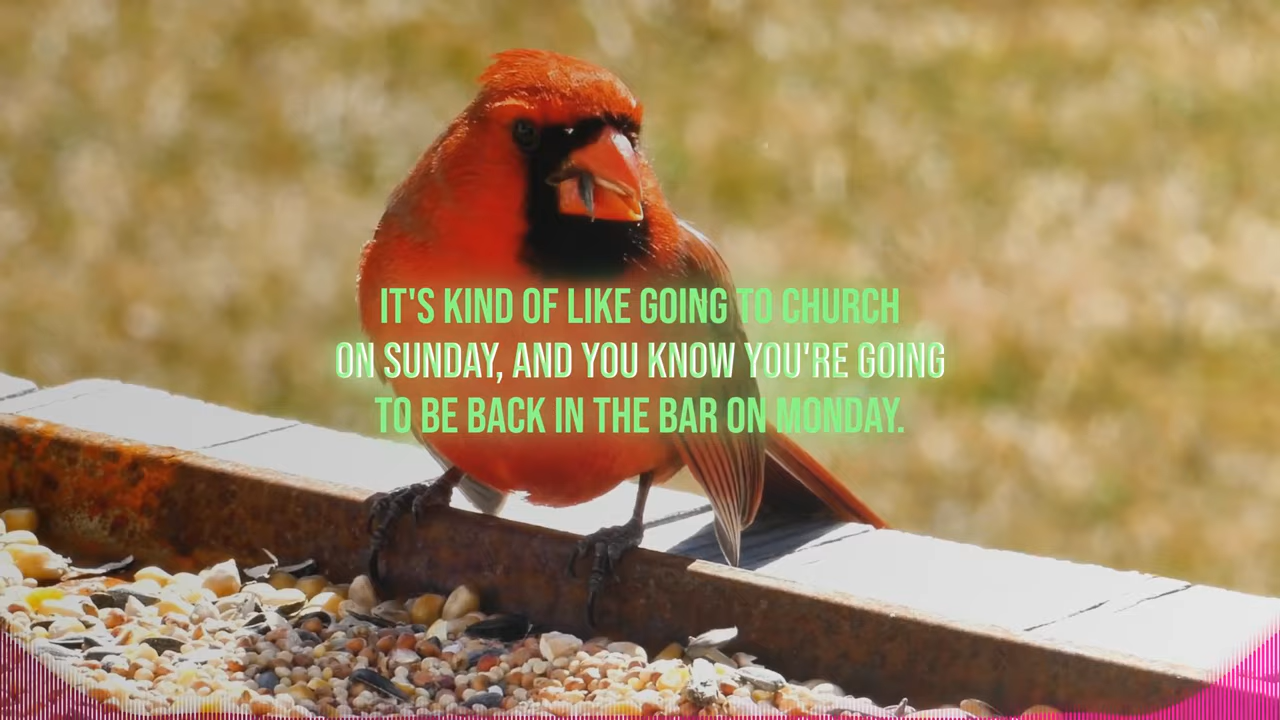 IT'S KIND OF LIKE GOING TO CHURCH
ON SUNDAY, AND YOU KNOW YOU'RE GOING
TO BE BACK IN THE BAR ON MONDAY.